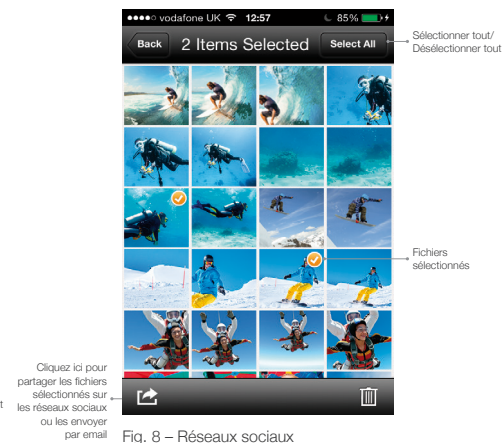 vodafone UK 12:57 85%
Back 2 Items Selected Select All
Sélectionner tout/
Désélectionner tout
Fichiers
sélectionnés
Cliquez ici pour
partager les fichiers
sélectionnés sur
les réseaux sociaux
ou les envoyer
par email
t
Fig. 8 – Réseaux sociaux